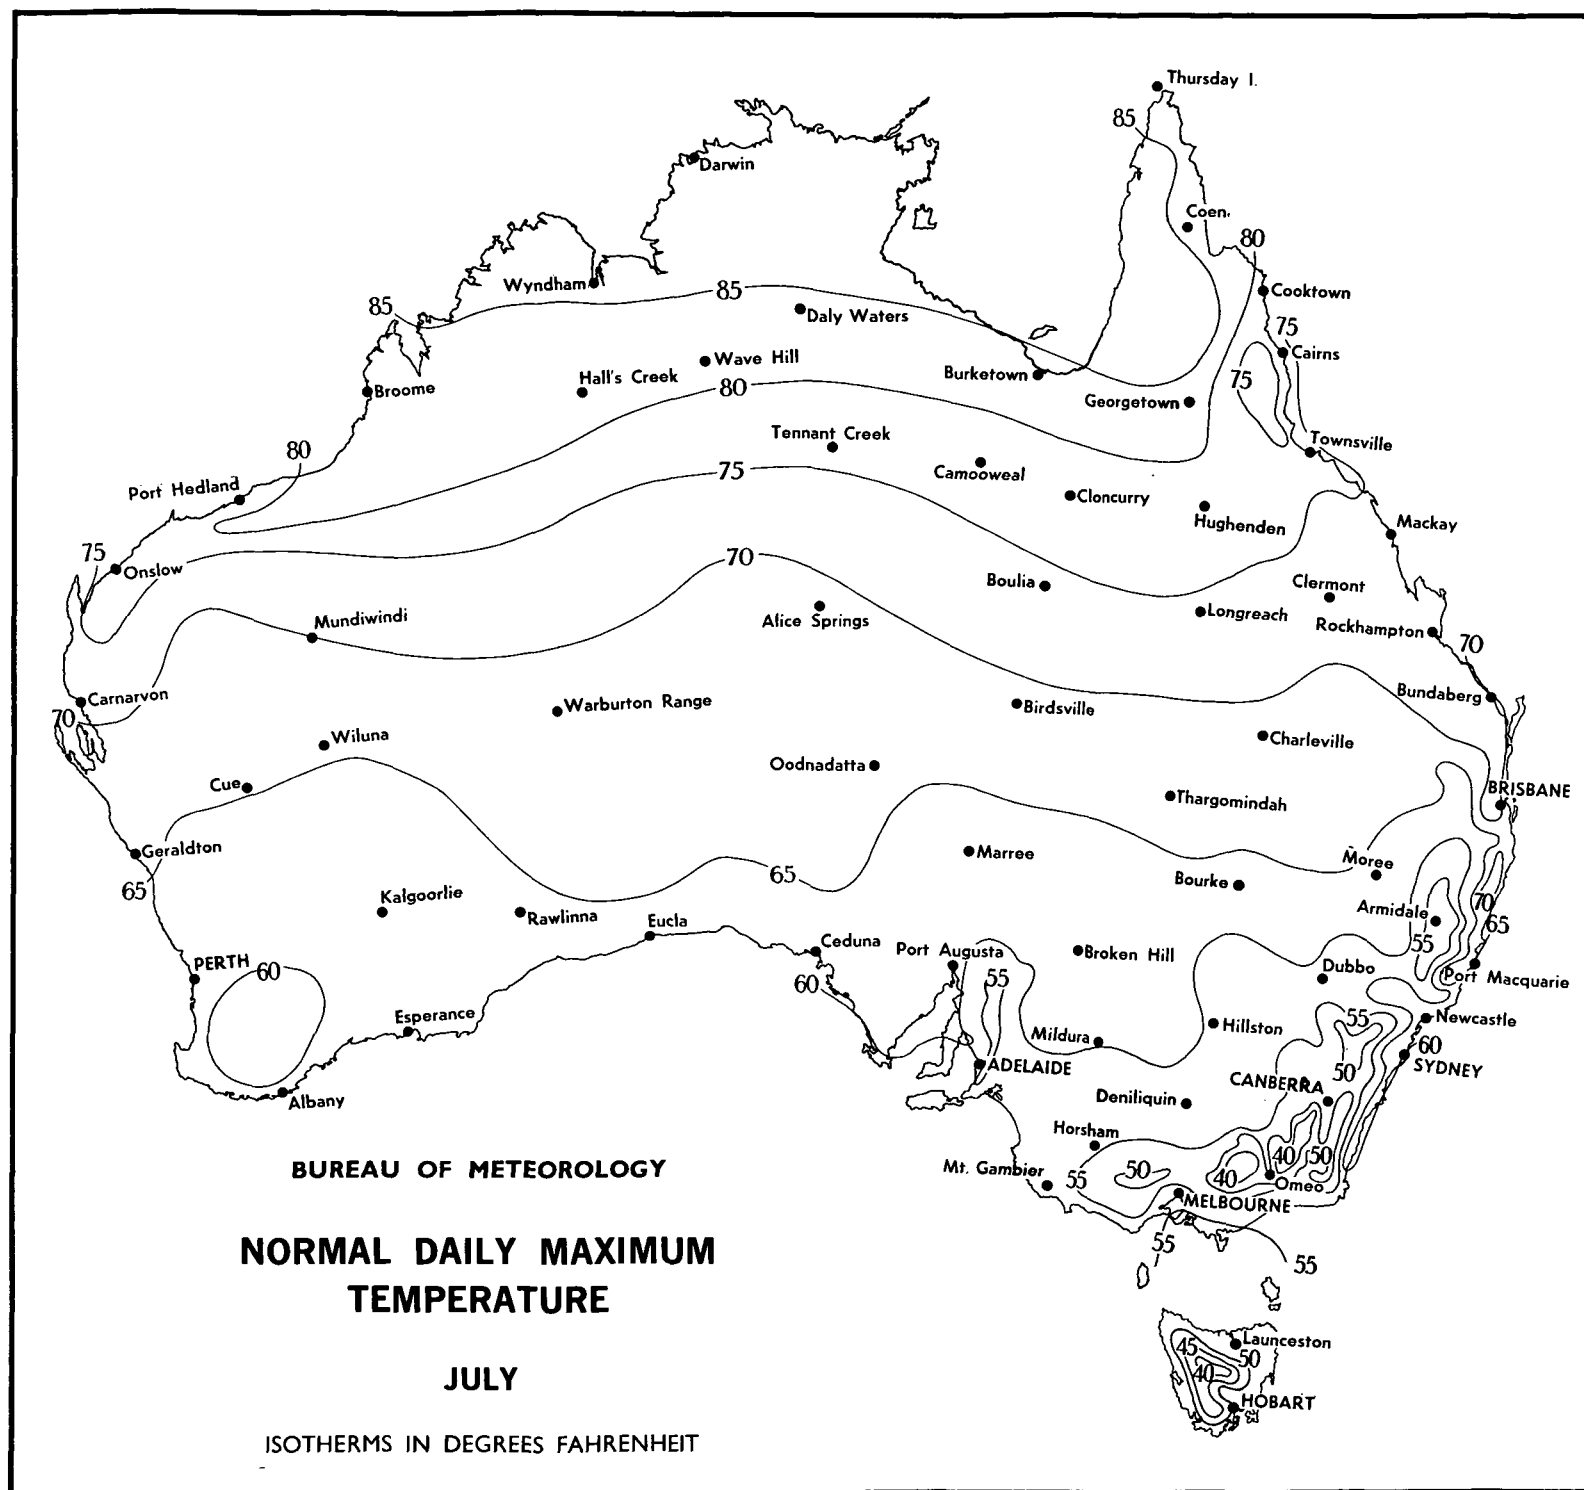 Thursday I.
85
Darwin
Coen.
80
Wyndham
85
85
Cooktown
Daly Waters
75
Cairns
Wave Hill
Burketown
Hall's Creek
75
Broome
80
Georgetown
Tennant Creek
Townsville
80
75
Camooweal
Port Hedland
Cloncurry
Hughenden
Mackay
75
70
Onslow
Boulia
Clermont
Alice Springs
Longreach
Mundiwindi
Rockhampton
70
Carnarvon
Warburton Range
Bundaberg
70
Birdsville
Wiluna
Charleville
Oodnadatta
Cue
BRISBANE
Thargomindah
Geraldton
Marree
Moree
65
65
Bourke
Kalgoorlie
70
Rawlinna
Armidale
65
Eucla
55
Ceduna
Port Augusta
Broken Hill
PERTH
60
Dubbo
60
55
Port Macquarie
Esperance
55
Newcastle
Mildura
Hillston
60
ADELAIDE
50
SYDNEY
CANBERRA
Albany
Deniliquin
Horsham
40
50
Mt. Gambier
50
55
40
Omeo
MELBOURNE
55
55
Launceston
45
50
40
HOBART
BUREAU OF METEOROLOGY
NORMAL DAILY MAXIMUM
TEMPERATURE
JULY
ISOTHERMS IN DEGREES FAHRENHEIT